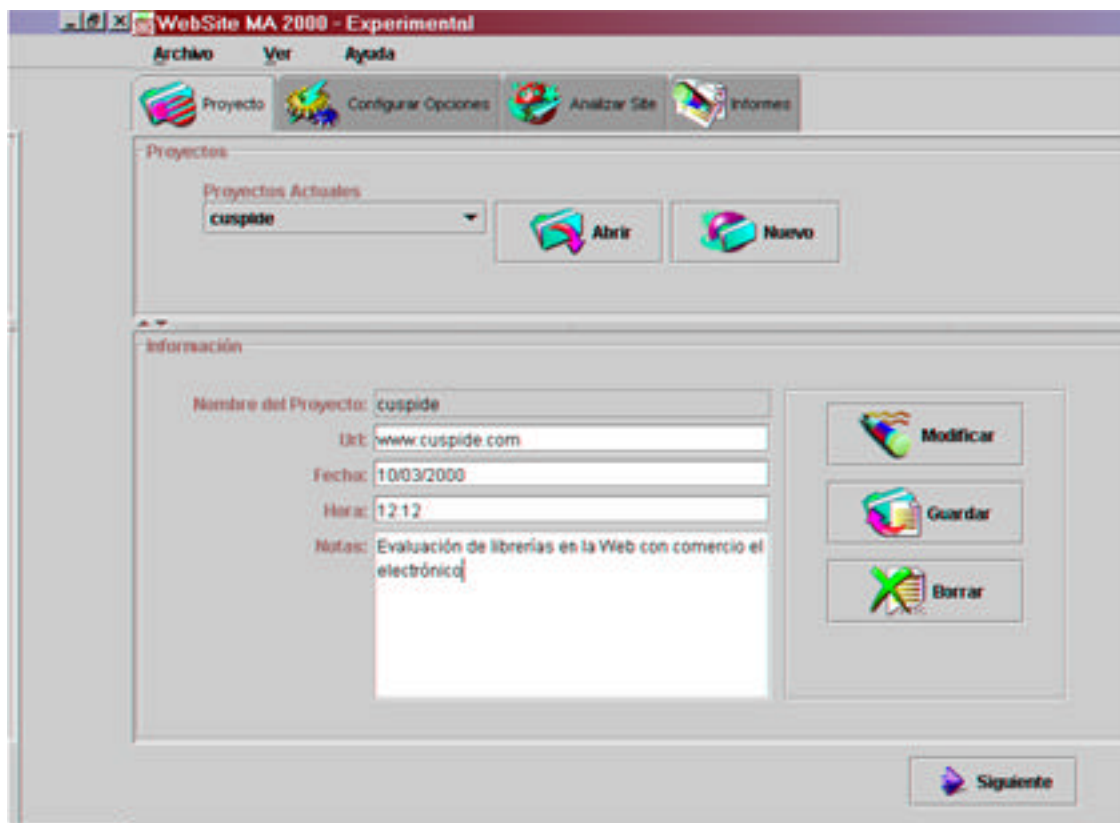 WebSite MA 2000 - Experimental
Archivo Ver Ayuda
Proyecto Configurar Opciones Analizar Site Informes
Proyectos
Proyectos Actuales
cuspide Abrir Nuevo
Información
Nombre del Proyecto: cuspide
Url: www.cuspide.com
Fecha: 10/03/2000
Hora: 12:12
Notas: Evaluación de librerías en la Web con comercio el
electrónico
Modificar
Guardar
Borrar
Siguiente